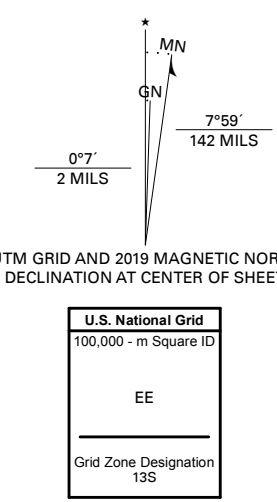 ★
MN
GN
7°59´
142 MILS
0°7´
2 MILS
UTM GRID AND 2019 MAGNETIC NOR
DECLINATION AT CENTER OF SHEET
U.S. National Grid
100,000 - m Square ID
EE
Grid Zone Designation
13S